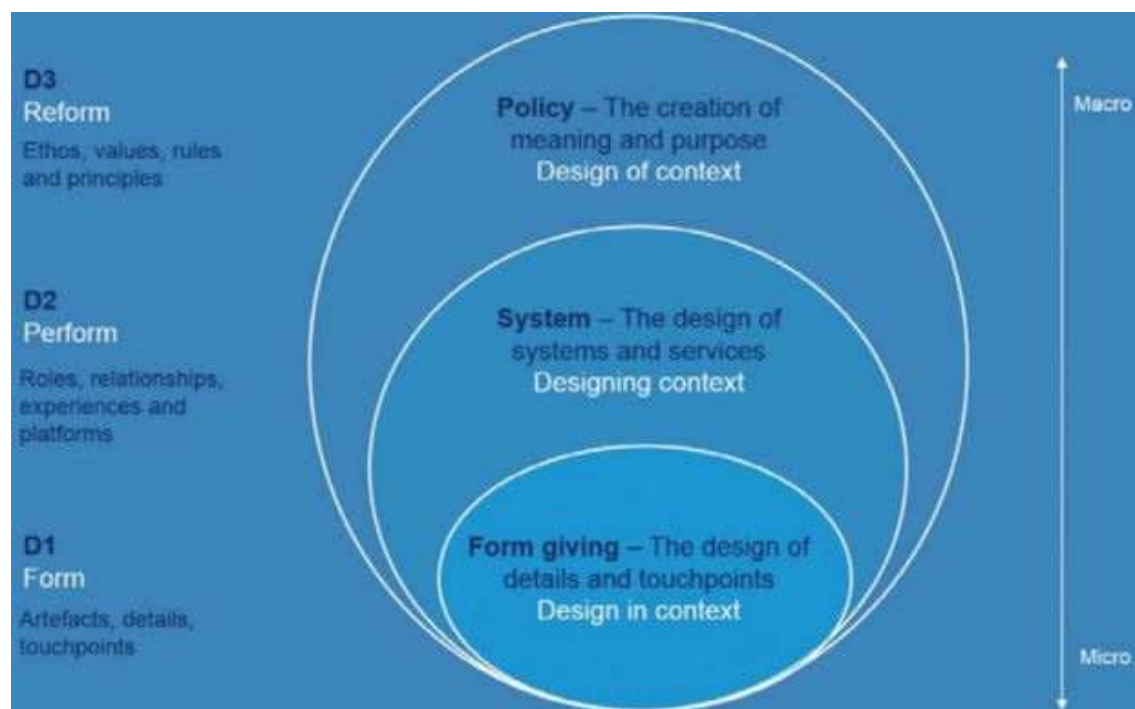 D3
Reform
Ethos, values, rules
and principles
Policy – The creation of
meaning and purpose
Design of context
Macro
D2
Perform
Roles, relationships,
experiences and
platforms
System – The design of
systems and services
Designing context
D1
Form
Artefacts, details,
touchpoints
Form giving – The design of
details and touchpoints
Design in context
Micro